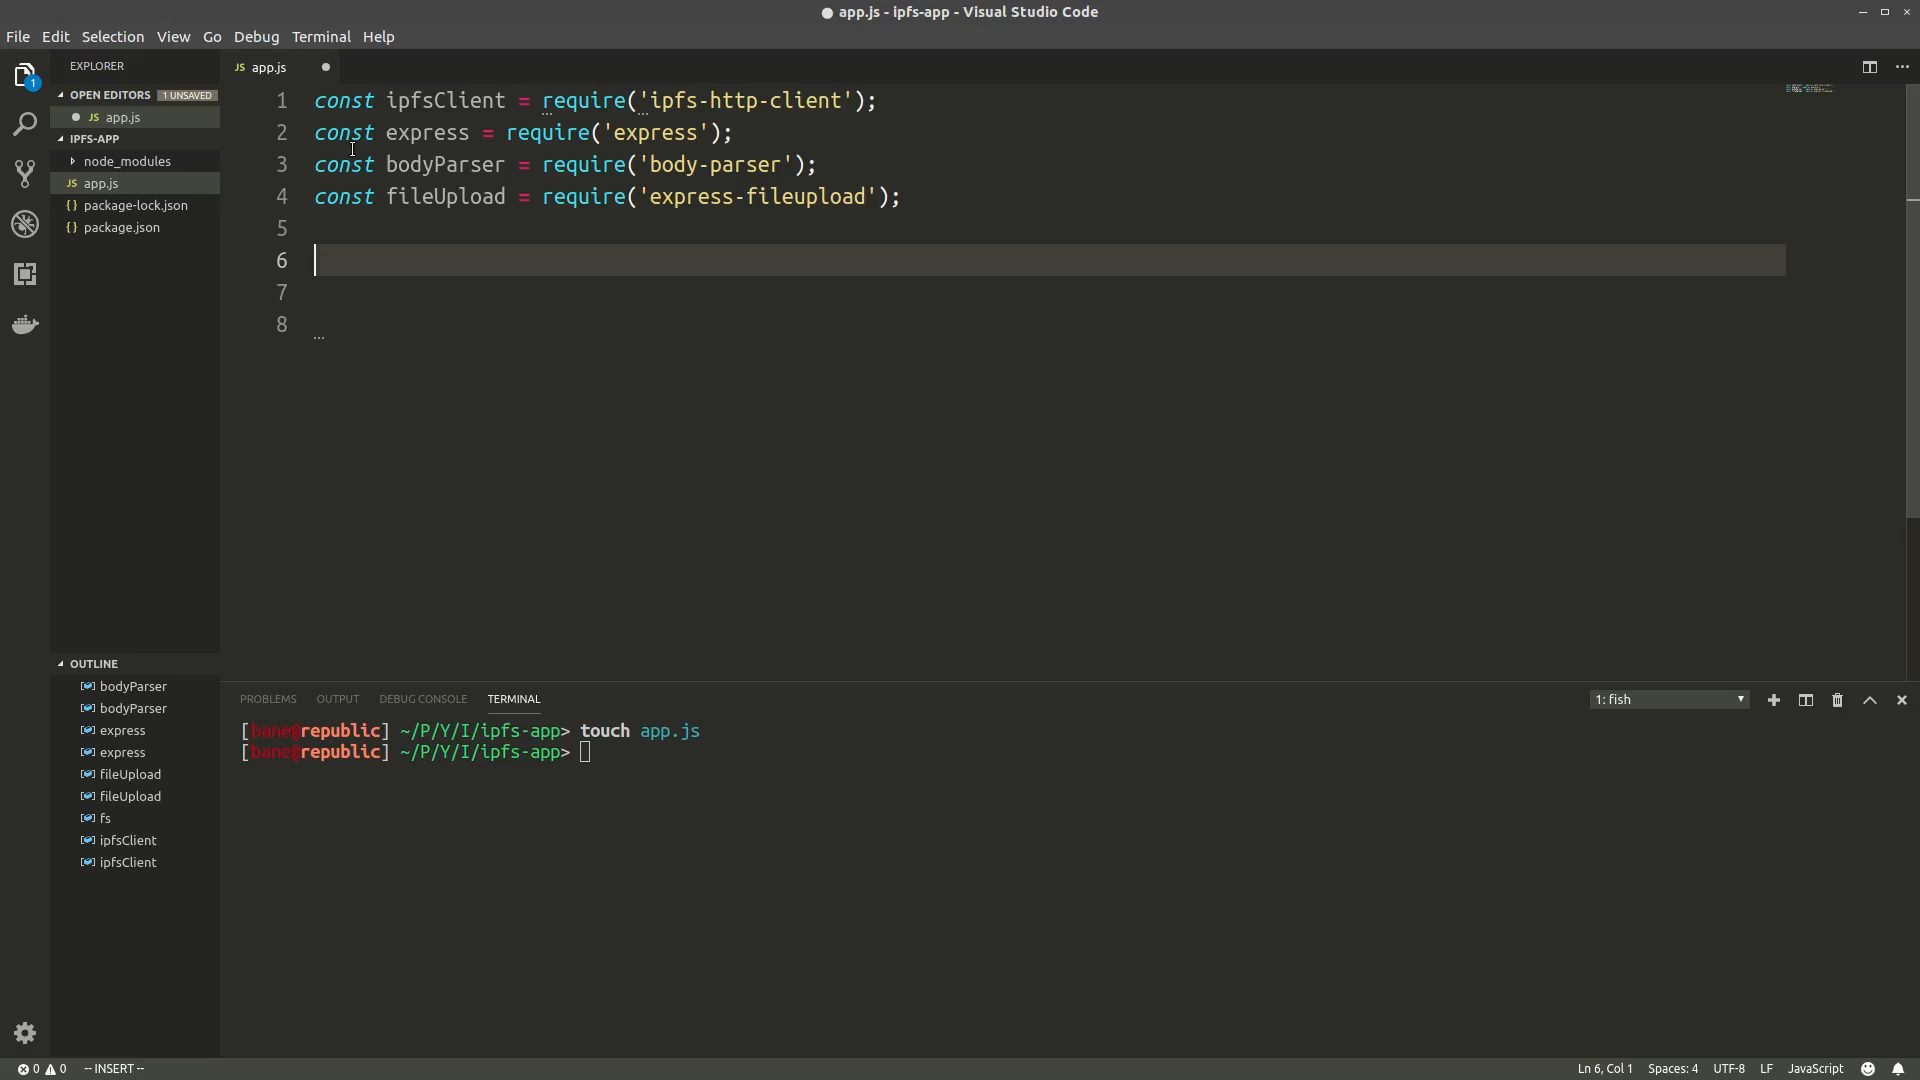 ● app.js - ipfs-app - Visual Studio Code
File Edit Selection View Go Debug Terminal Help
1
EXPLORER
OPEN EDITORS 1 UNSAVED
● JS app.js
IPFS-APP
node_modules
JS app.js
{} package-lock.json
{} package.json
OUTLINE
bodyParser
bodyParser
express
express
fileUpload
fileUpload
fs
ipfsClient
ipfsClient
JS app.js ●
1 const ipfsClient = require('ipfs-http-client');
2 const express = require('express');
3 const bodyParser = require('body-parser');
4 const fileUpload = require('express-fileupload');
5
6
7
8
PROBLEMS OUTPUT DEBUG CONSOLE TERMINAL 1: fish
[bane@republic] ~/P/Y/I/ipfs-app> touch app.js
[bane@republic] ~/P/Y/I/ipfs-app>
0 0 -- INSERT -- Ln 6, Col 1 Spaces: 4 UTF-8 LF JavaScript